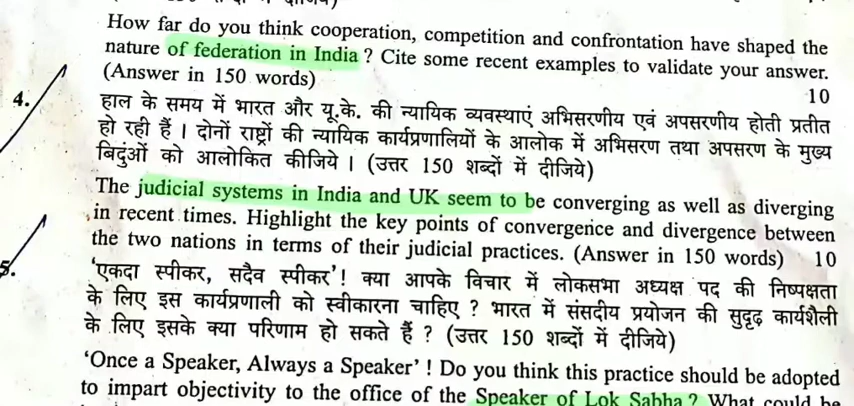 How far do you think cooperation, competition and confrontation have shaped the
nature of federation in India ? Cite some recent examples to validate your answer.
(Answer in 150 words) 10
4. हाल के समय में भारत और यू.के. की न्यायिक व्यवस्थाएं अभिसरणीय एवं अपसरणीय होती प्रतीत
हो रही हैं । दोनों राष्ट्रों की न्यायिक कार्यप्रणालियों के आलोक में अभिसरण तथा अपसरण के मुख्य
बिदुंओं को आलोकित कीजिये । (उत्तर 150 शब्दों में दीजिये)
The judicial systems in India and UK seem to be converging as well as diverging
in recent times. Highlight the key points of convergence and divergence between
the two nations in terms of their judicial practices. (Answer in 150 words) 10
5. ‘एकदा स्पीकर, सदैव स्पीकर’! क्या आपके विचार में लोकसभा अध्यक्ष पद की निष्पक्षता
के लिए इस कार्यप्रणाली को स्वीकारना चाहिए ? भारत में संसदीय प्रयोजन की सुदृढ़ कार्यशैली
के लिए इसके क्या परिणाम हो सकते हैं ? (उत्तर 150 शब्दों में दीजिये)
‘Once a Speaker, Always a Speaker’ ! Do you think this practice should be adopted
to impart objectivity to the office of the Speaker of Lok Sabha ? What could be